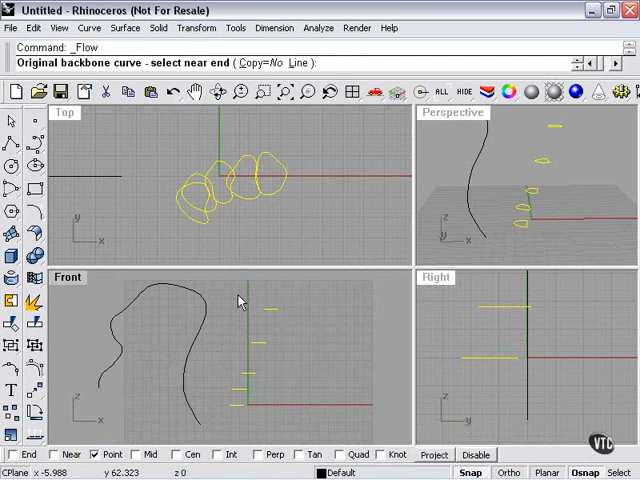 Untitled - Rhinoceros (Not For Resale)
File Edit View Curve Surface Solid Transform Tools Dimension Analyze Render Help
Command: _Flow
Original backbone curve - select near end ( Copy=No Line ):
ALL HIDE
Top
Perspective
y
x
z
y
x
Front
Right
z
x
z
y
T
End Near Point Mid Cen Int Perp Tan Quad Knot Project Disable
VTC
CPlane x -5.988 y 62.323 z 0 Default Snap Ortho Planar Osnap Select